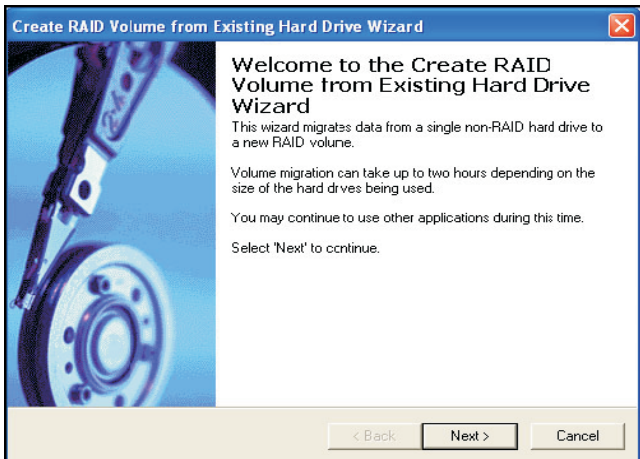 Create RAID Volume from Existing Hard Drive Wizard
Welcome to the Create RAID
Volume from Existing Hard Drive
Wizard
This wizard migrates data from a single non-RAID hard drive to
a new RAID volume.
Volume migration can take up to two hours depending on the
size of the hard drives being used.
You may continue to use other applications during this time.
Select 'Next' to continue.
< Back
Next >
Cancel